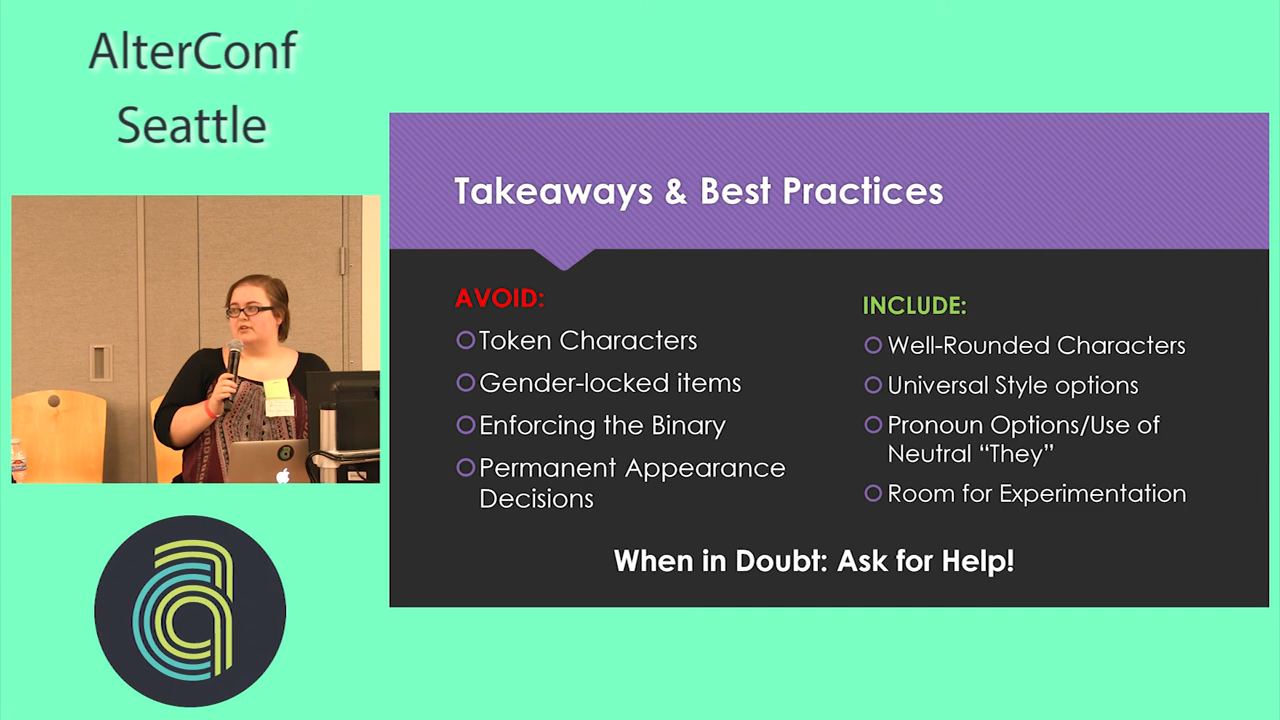 AlterConf
Seattle
Takeaways & Best Practices
AVOID:
Token Characters
Gender-locked items
Enforcing the Binary
Permanent Appearance
Decisions
INCLUDE:
Well-Rounded Characters
Universal Style options
Pronoun Options/Use of
Neutral “They”
Room for Experimentation
When in Doubt: Ask for Help!